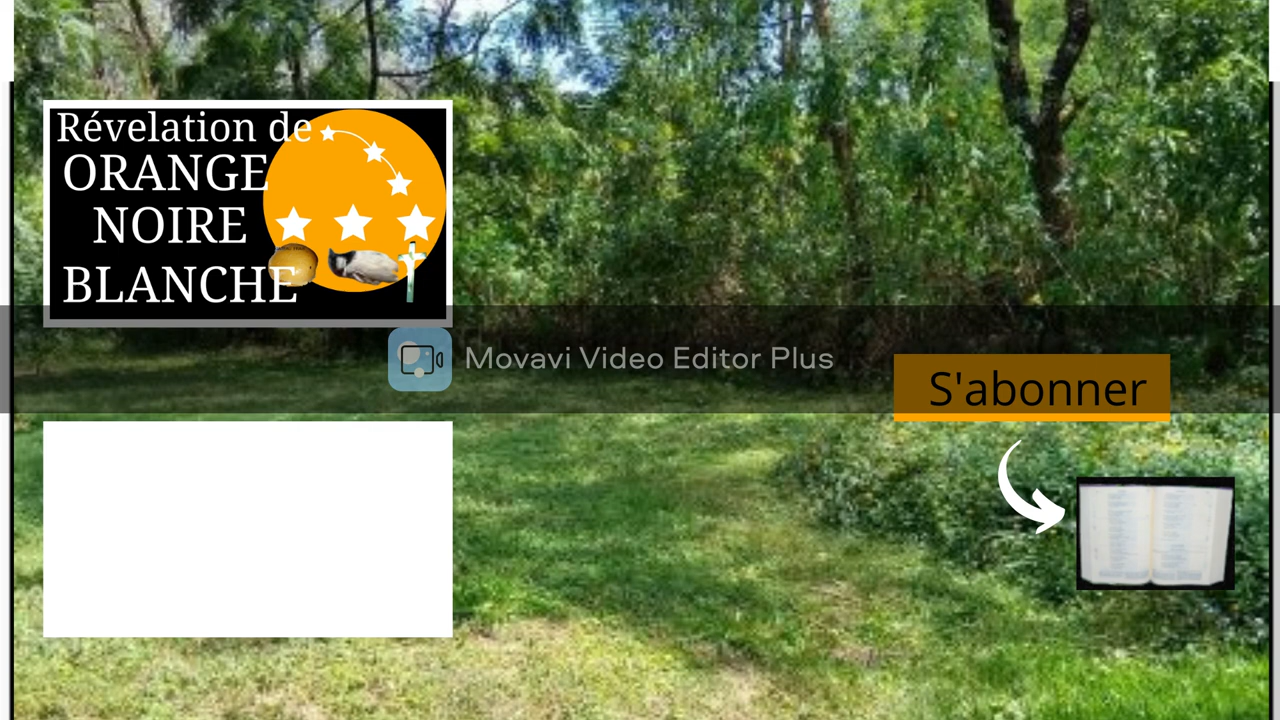 Révelation de
ORANGE
NOIRE
BLANCHE
Movavi Video Editor Plus
S'abonner